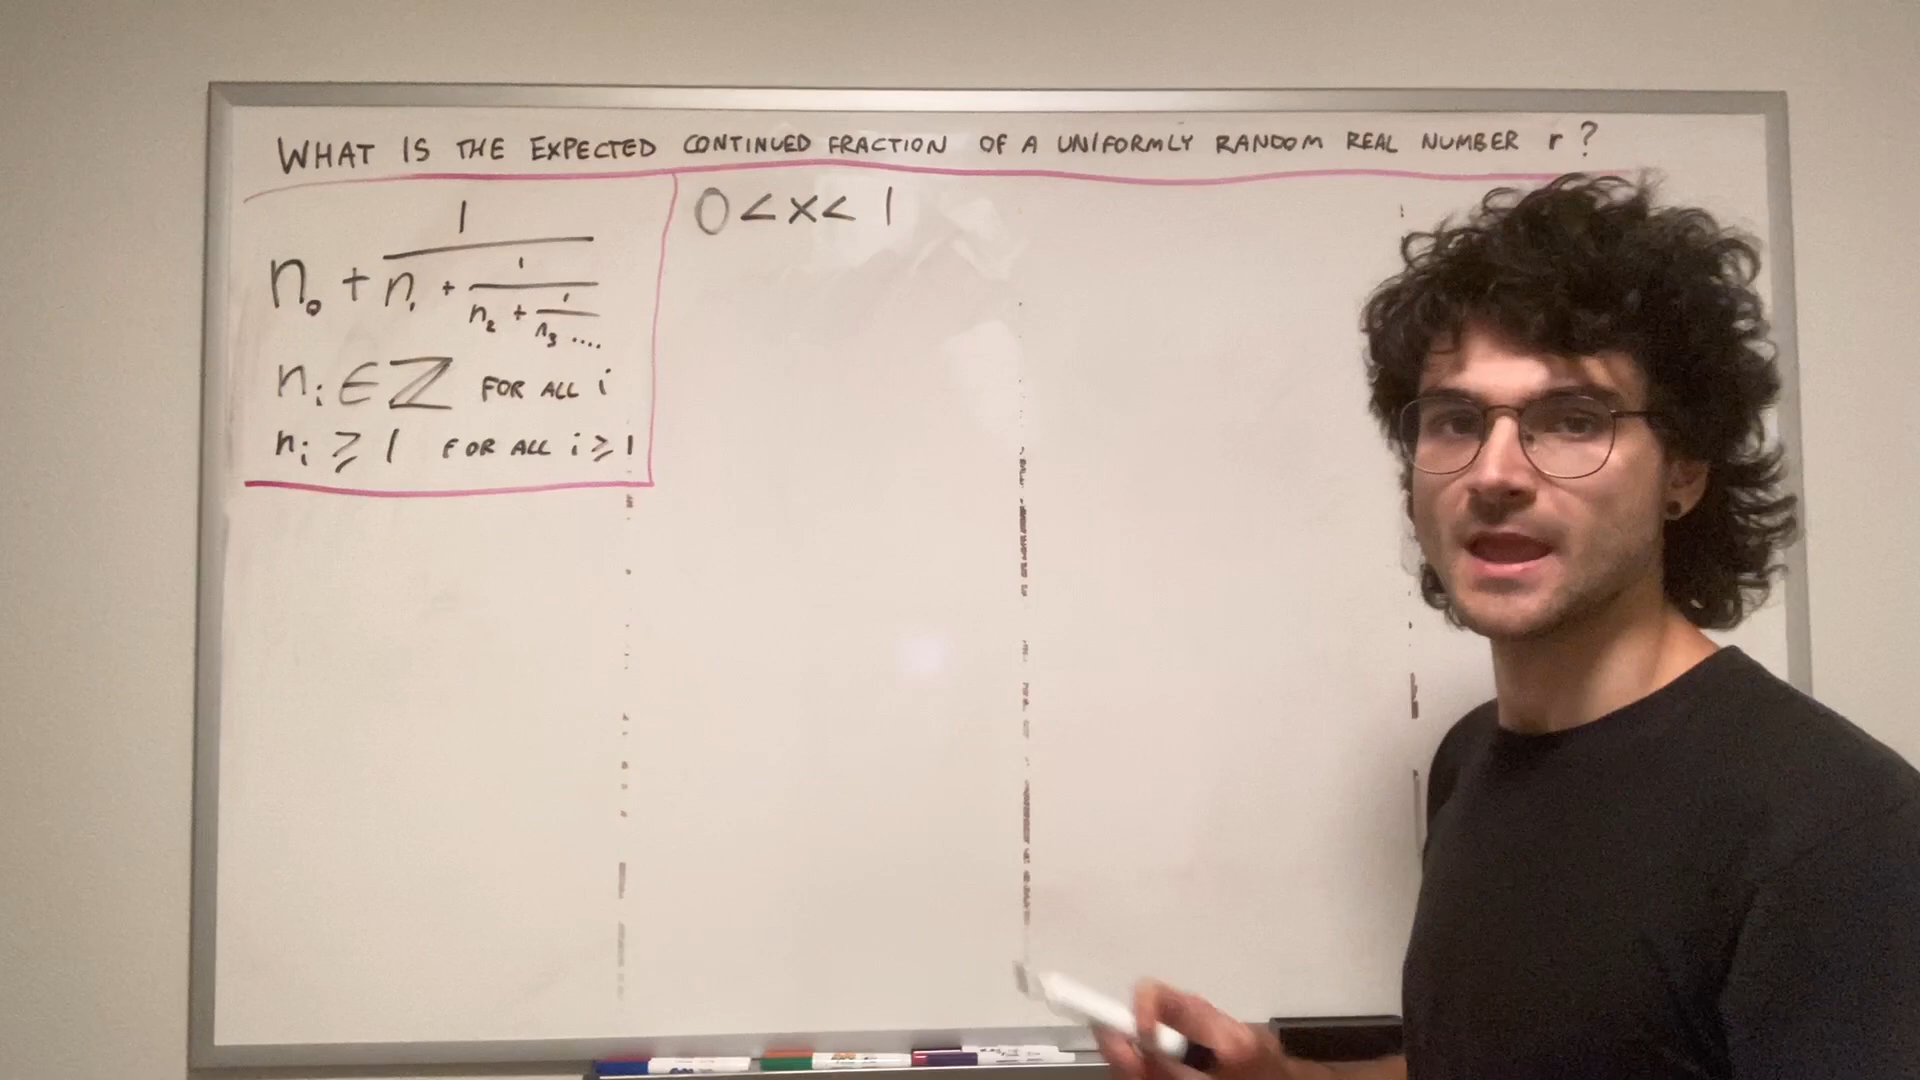 WHAT IS THE EXPECTED CONTINUED FRACTION OF A UNIFORMLY RANDOM REAL NUMBER r?
n₀ + 1/(n₁ + 1/(n₂ + 1/(n₃ ....
nᵢ ∈ ℤ FOR ALL i
nᵢ ⩾ 1 FOR ALL i ⩾ 1
0 < x < 1